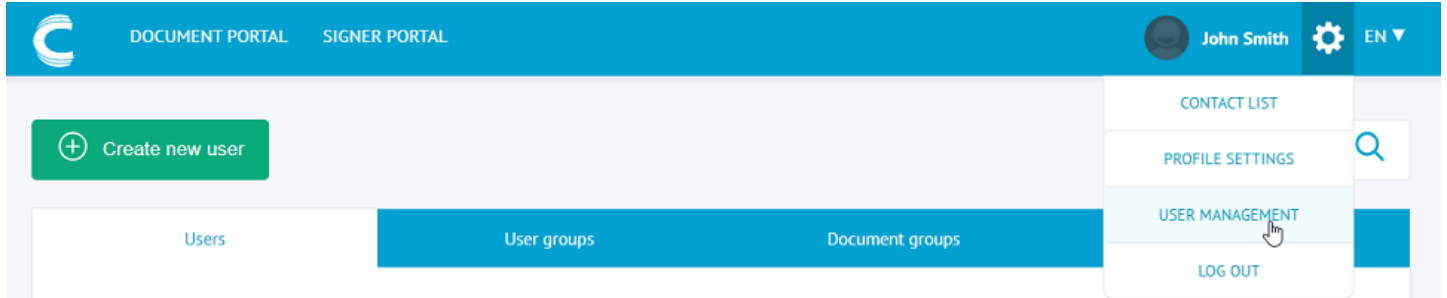 DOCUMENT PORTAL SIGNER PORTAL John Smith EN ▼
CONTACT LIST
Create new user
PROFILE SETTINGS
USER MANAGEMENT
Users User groups Document groups
LOG OUT